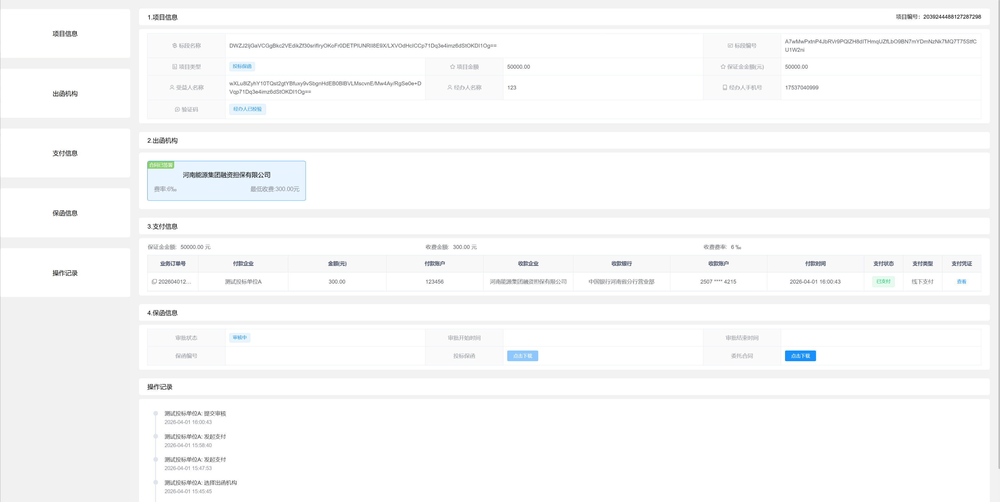 项目信息
出函机构
支付信息
保函信息
操作记录
1.项目信息
项目编号：2039244488127287298
标段名称
DWZJ2IjGaVCGgBkc2VEdikZf30srifIryOKoFr0DETPIUNRII8E9X/LXVOdHcICCp71Dq3e4imz6dStOKDI1Og==
标段编号
A7wMwPxtnP4JbRVr9PQIZH8dITHmqUZfLbO9BN7mYDmNzNk7MQ7T75StfC
U1W2ni
项目类型
投标保函
项目金额
50000.00
保证金金额(元)
50000.00
受益人名称
wXLu8lZyhY10TQst2gtYBfuxy9vSbgnHdEB0BlBVLMscvnE/Mw4Ay/RgSe0e+D
Vqp71Dq3e4imz6dStOKDI1Og==
经办人名称
123
经办人手机号
17537040999
验证码
经办人已校验
2.出函机构
合同已签署
河南能源集团融资担保有限公司
费率:6‰
最低收费:300.00元
3.支付信息
保证金金额: 50000.00 元
收费金额: 300.00 元
收费费率: 6 ‰
业务订单号 付款企业 金额(元) 付款账户 收款企业 收款银行 收款账户 付款时间 支付状态 支付类型 支付凭证
202604012... 测试投标单位A 300.00 123456 河南能源集团融资担保有限公司 中国银行河南省分行营业部 2507 **** 4215 2026-04-01 16:00:43 已支付 线下支付 查看
4.保函信息
审批状态
审核中
审批开始时间
审批结束时间
保函编号
投标保函
点击下载
委托合同
点击下载
操作记录
测试投标单位A: 提交审核
2026-04-01 16:00:43
测试投标单位A: 发起支付
2026-04-01 15:58:40
测试投标单位A: 发起支付
2026-04-01 15:47:53
测试投标单位A: 选择出函机构
2026-04-01 15:45:45